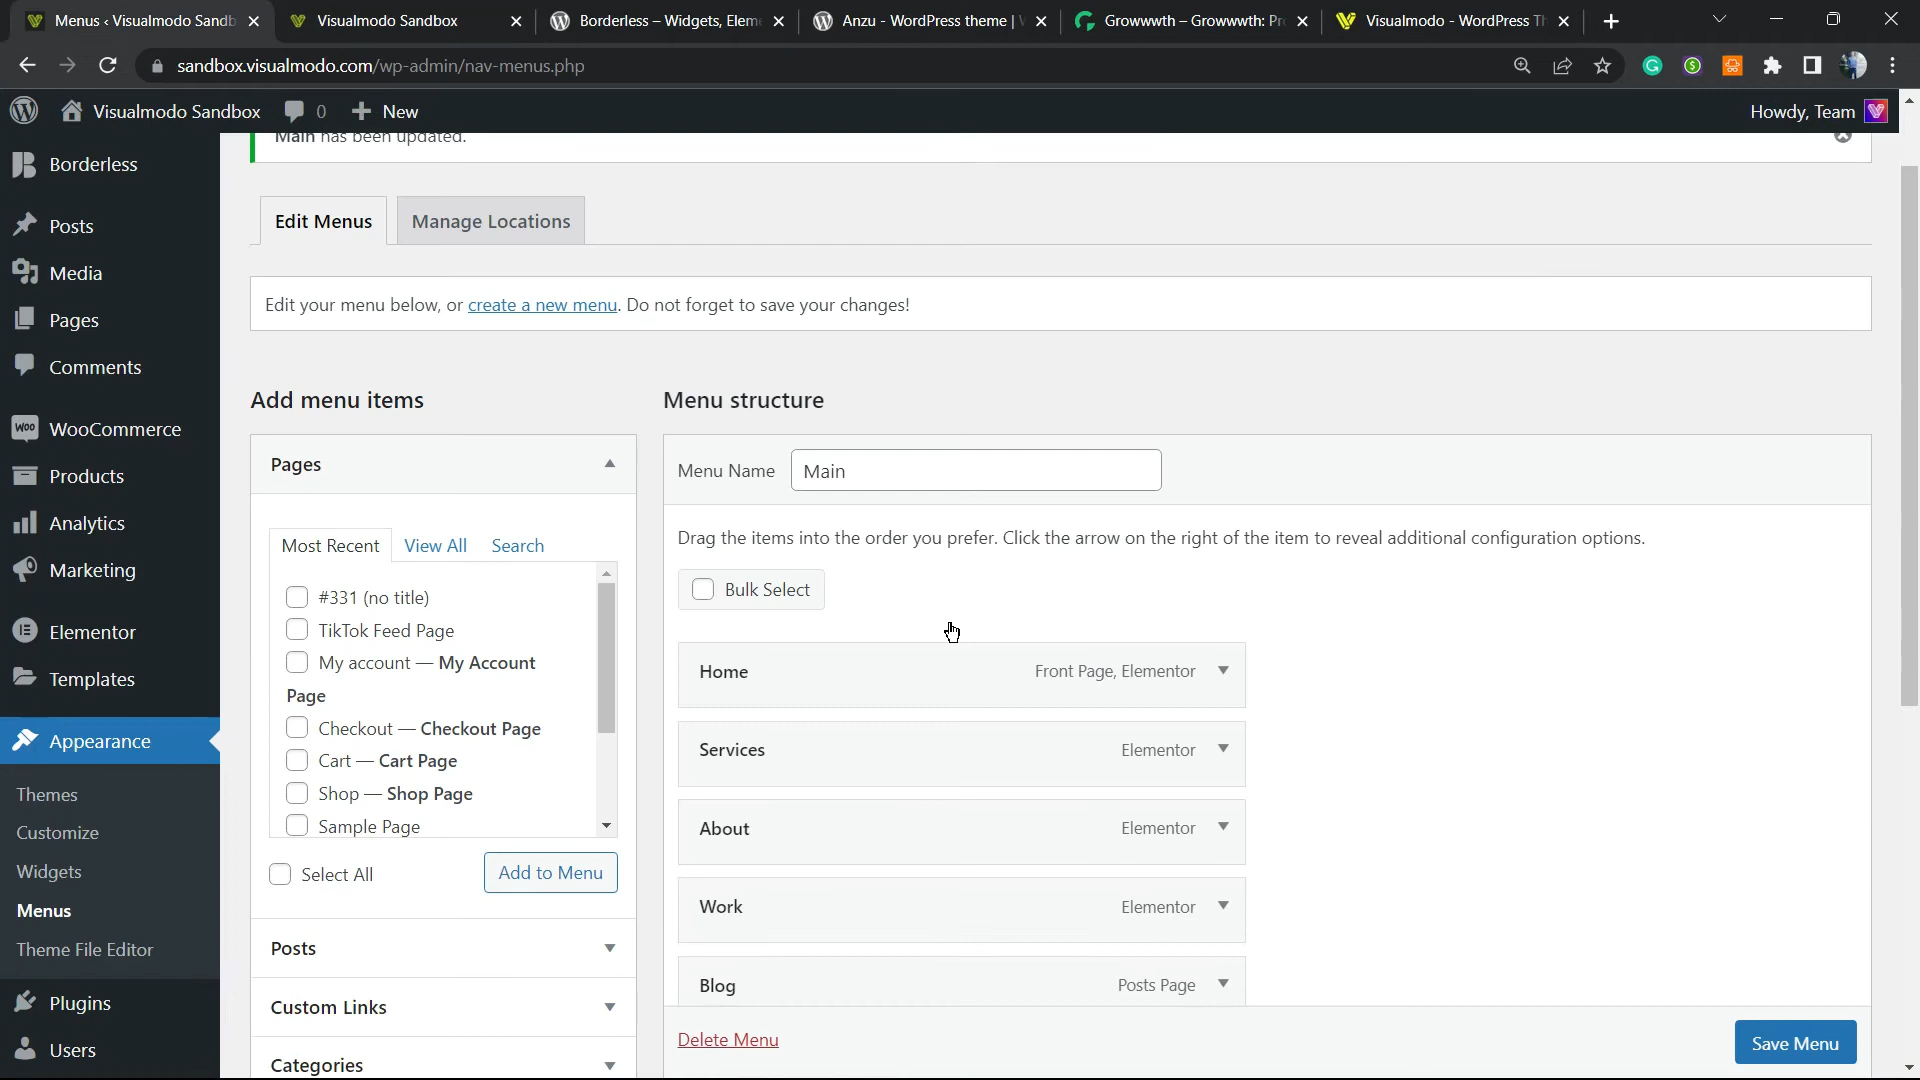 Menus ‹ Visualmodo Sandb
Visualmodo Sandbox
Borderless – Widgets, Elem
Anzu - WordPress theme |
Growwwth – Growwwth: Pr
Visualmodo - WordPress Th
sandbox.visualmodo.com/wp-admin/nav-menus.php
Visualmodo Sandbox
0
New
Howdy, Team
Borderless
Posts
Media
Pages
Comments
WooCommerce
Products
Analytics
Marketing
Elementor
Templates
Appearance
Themes
Customize
Widgets
Menus
Theme File Editor
Plugins
Users
Main has been updated.
Edit Menus
Manage Locations
Edit your menu below, or create a new menu. Do not forget to save your changes!
Add menu items
Pages
Most Recent
View All
Search
#331 (no title)
TikTok Feed Page
My account — My Account
Page
Checkout — Checkout Page
Cart — Cart Page
Shop — Shop Page
Sample Page
Select All
Add to Menu
Posts
Custom Links
Categories
Menu structure
Menu Name
Main
Drag the items into the order you prefer. Click the arrow on the right of the item to reveal additional configuration options.
Bulk Select
Home
Front Page, Elementor
Services
Elementor
About
Elementor
Work
Elementor
Blog
Posts Page
Delete Menu
Save Menu